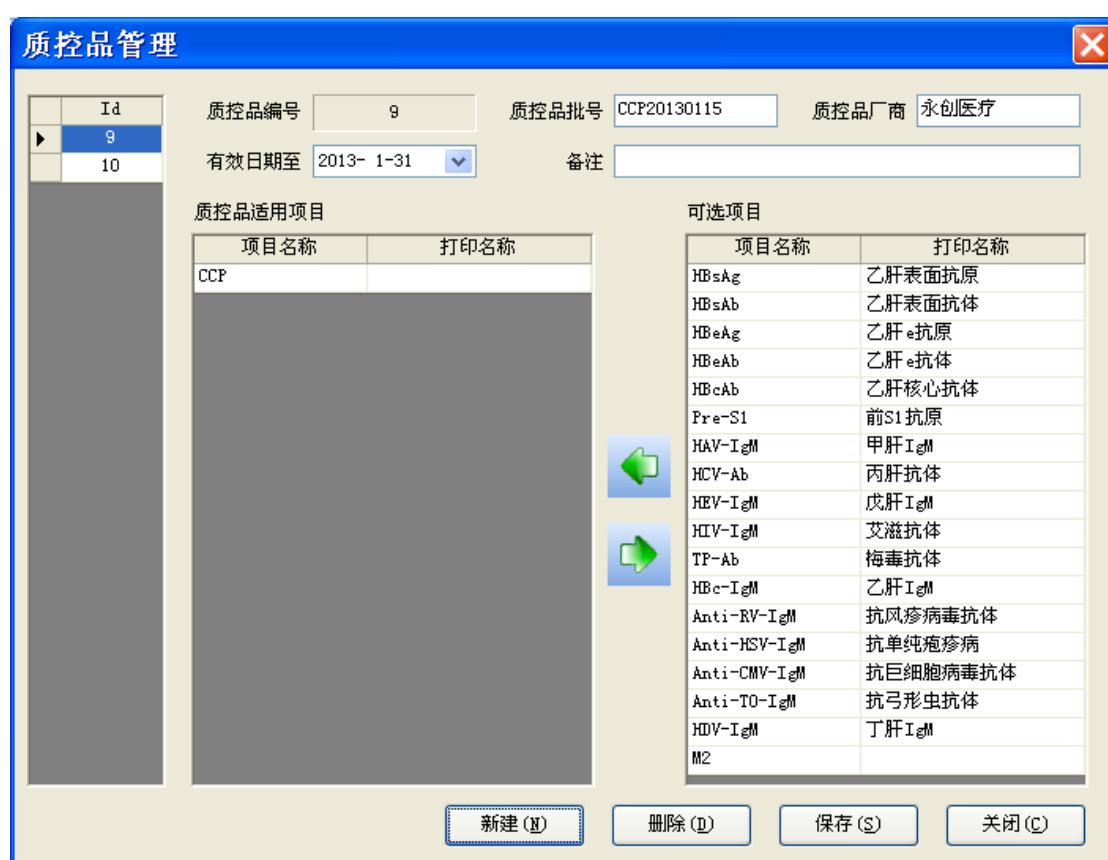 质控品管理
Id
9
10
质控品编号 9 质控品批号 CCP20130115 质控品厂商 永创医疗
有效日期至 2013- 1-31 备注
质控品适用项目
项目名称 打印名称
CCP
可选项目
项目名称 打印名称
HBsAg 乙肝表面抗原
HBsAb 乙肝表面抗体
HBeAg 乙肝e抗原
HBeAb 乙肝e抗体
HBcAb 乙肝核心抗体
Pre-S1 前S1抗原
HAV-IgM 甲肝IgM
HCV-Ab 丙肝抗体
HEV-IgM 戊肝IgM
HIV-IgM 艾滋抗体
TP-Ab 梅毒抗体
HBc-IgM 乙肝IgM
Anti-RV-IgM 抗风疹病毒抗体
Anti-HSV-IgM 抗单纯疱疹病
Anti-CMV-IgM 抗巨细胞病毒抗体
Anti-TO-IgM 抗弓形虫抗体
HDV-IgM 丁肝IgM
M2
新建(N) 删除(D) 保存(S) 关闭(C)